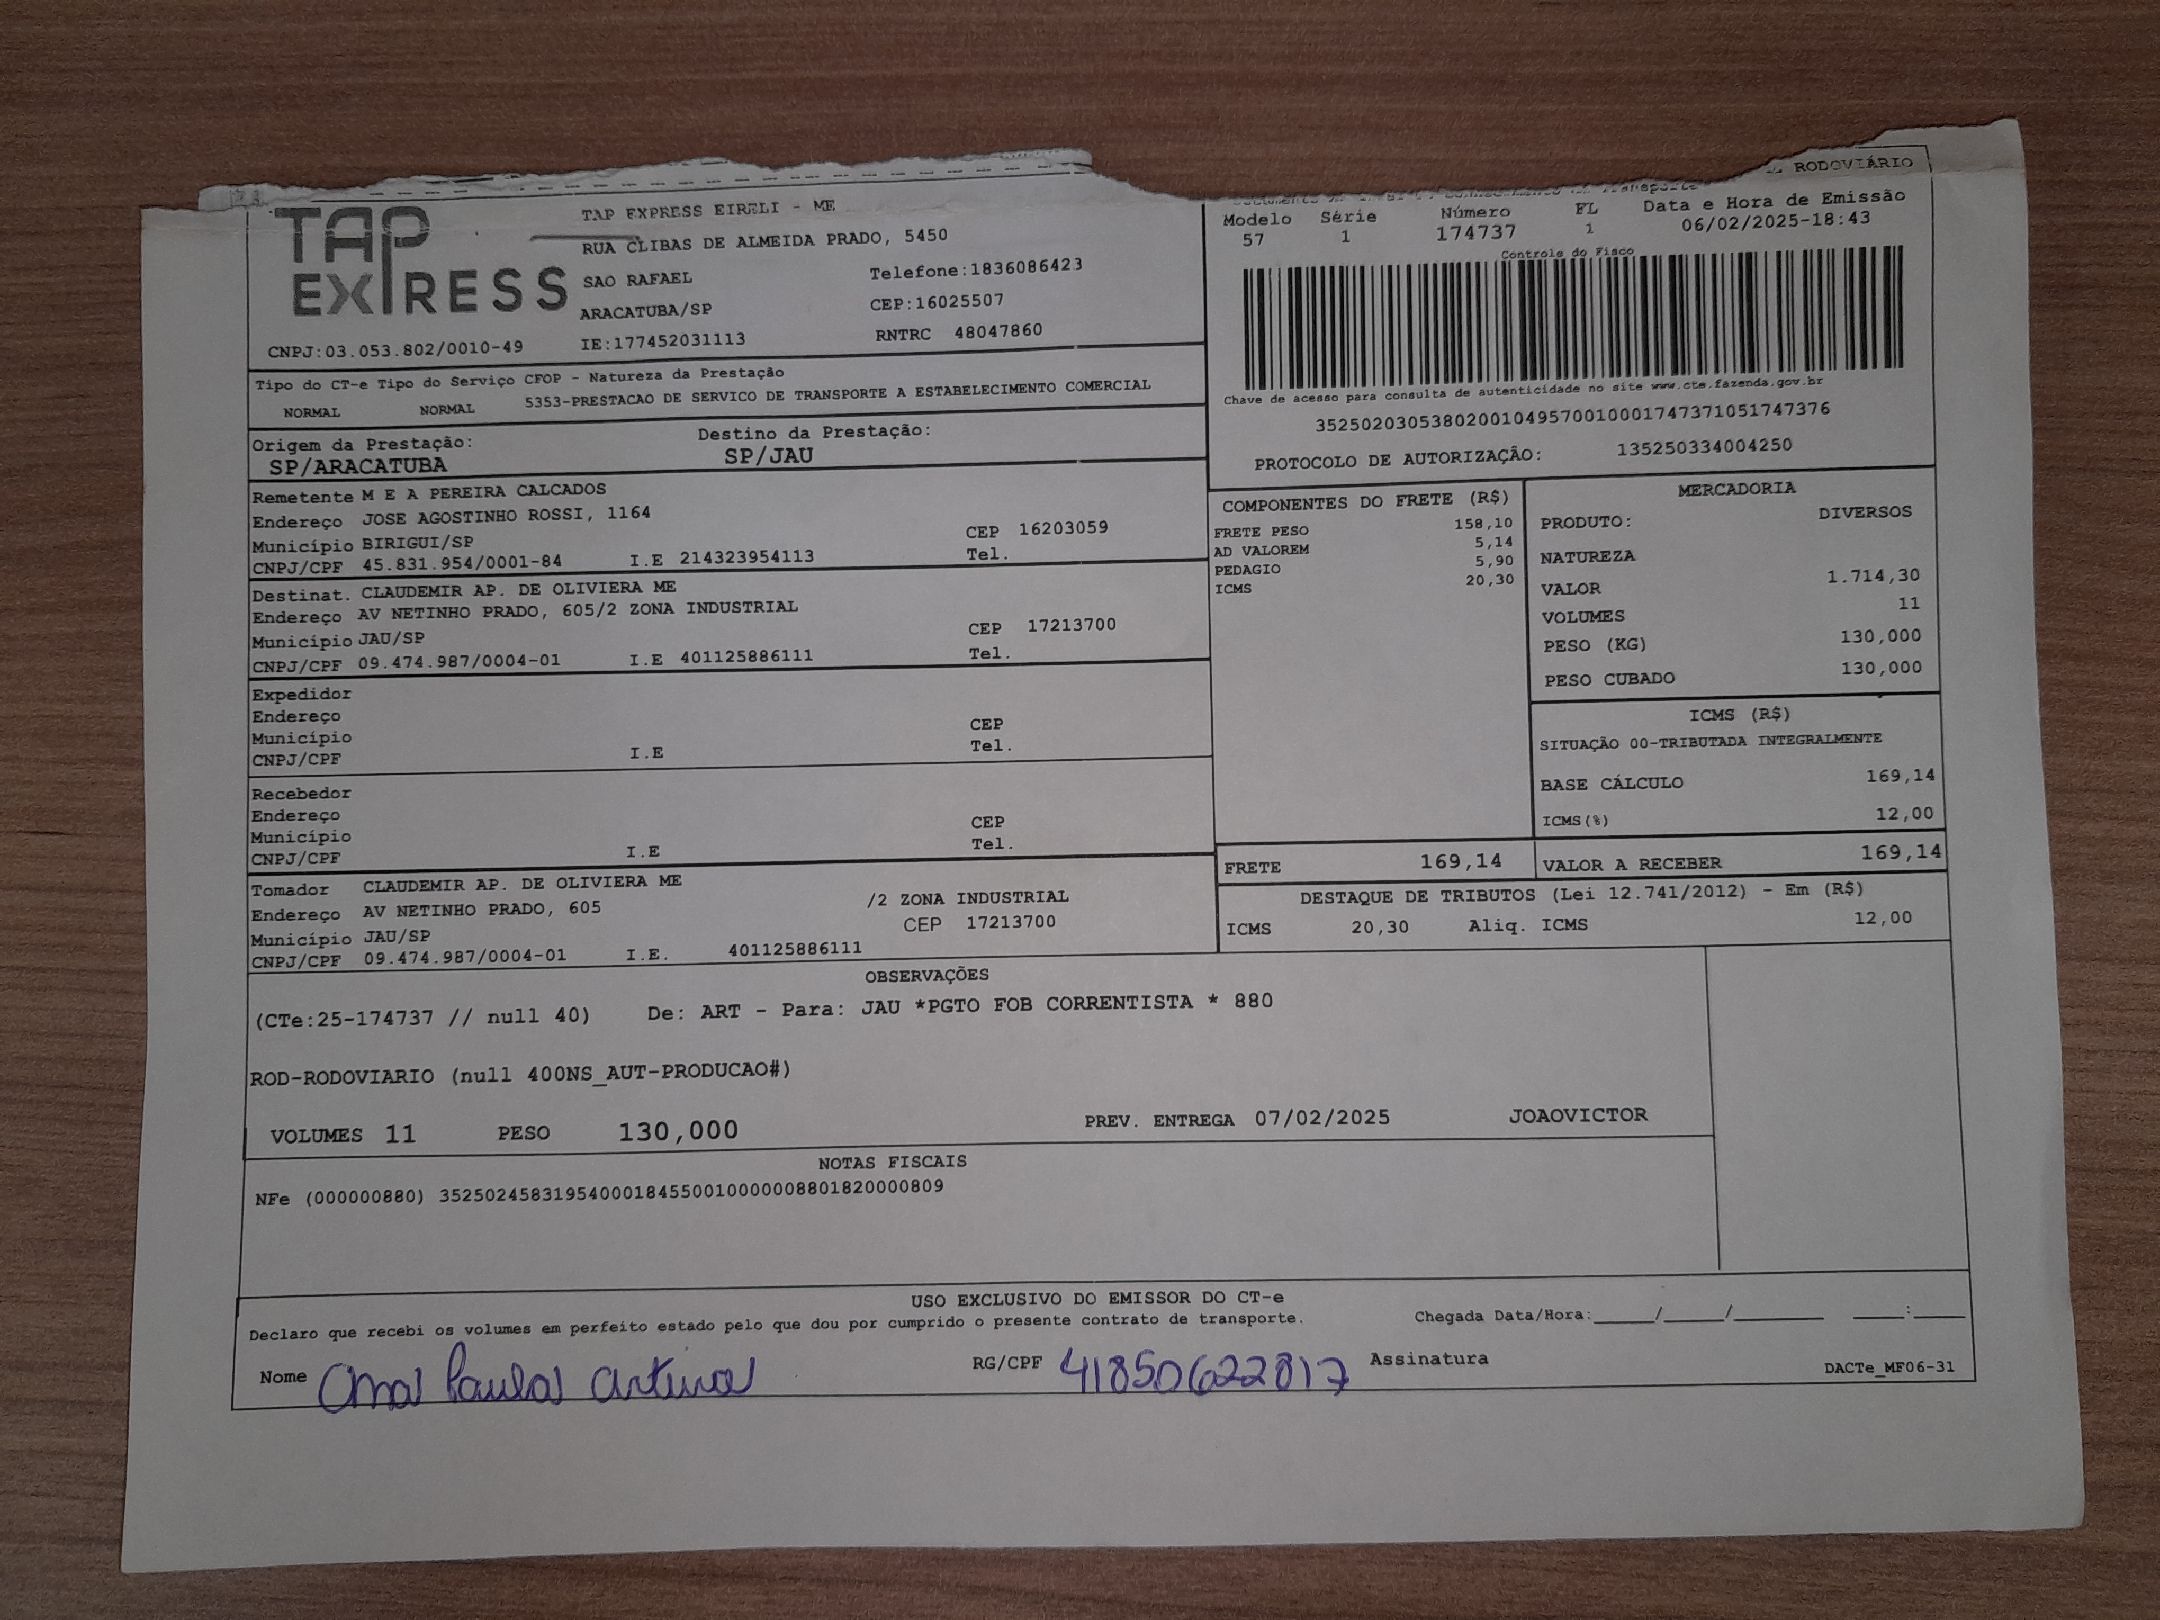 RODOVIÁRIO
TAP EXPRESS
TAP EXPRESS EIRELI - ME
RUA CLIBAS DE ALMEIDA PRADO, 5450
SAO RAFAEL Telefone:1836086423
ARACATUBA/SP CEP:16025507
CNPJ:03.053.802/0010-49 IE:177452031113 RNTRC 48047860
Modelo Série Número FL Data e Hora de Emissão
57 1 174737 1 06/02/2025-18:43
Controle do Fisco
Chave de acesso para consulta de autenticidade no site www.cte.fazenda.gov.br
35250203053802001049570010001747371051747376
PROTOCOLO DE AUTORIZAÇÃO: 135250334004250
Tipo do CT-e Tipo do Serviço CFOP - Natureza da Prestação
NORMAL NORMAL 5353-PRESTACAO DE SERVICO DE TRANSPORTE A ESTABELECIMENTO COMERCIAL
Origem da Prestação: Destino da Prestação:
SP/ARACATUBA SP/JAU
Remetente M E A PEREIRA CALCADOS
Endereço JOSE AGOSTINHO ROSSI, 1164
Município BIRIGUI/SP CEP 16203059
CNPJ/CPF 45.831.954/0001-84 I.E 214323954113 Tel.
Destinat. CLAUDEMIR AP. DE OLIVIERA ME
Endereço AV NETINHO PRADO, 605/2 ZONA INDUSTRIAL
Município JAU/SP CEP 17213700
CNPJ/CPF 09.474.987/0004-01 I.E 401125886111 Tel.
Expedidor
Endereço
Município CEP
CNPJ/CPF I.E Tel.
Recebedor
Endereço
Município CEP
CNPJ/CPF I.E Tel.
Tomador CLAUDEMIR AP. DE OLIVIERA ME
Endereço AV NETINHO PRADO, 605 /2 ZONA INDUSTRIAL
Município JAU/SP CEP 17213700
CNPJ/CPF 09.474.987/0004-01 I.E. 401125886111
COMPONENTES DO FRETE (R$)
FRETE PESO 158,10
AD VALOREM 5,14
PEDAGIO 5,90
ICMS 20,30
MERCADORIA
PRODUTO: DIVERSOS
NATUREZA
VALOR 1.714,30
VOLUMES 11
PESO (KG) 130,000
PESO CUBADO 130,000
ICMS (R$)
SITUAÇÃO 00-TRIBUTADA INTEGRALMENTE
BASE CÁLCULO 169,14
ICMS(%) 12,00
FRETE 169,14 VALOR A RECEBER 169,14
DESTAQUE DE TRIBUTOS (Lei 12.741/2012) - Em (R$)
ICMS 20,30 Aliq. ICMS 12,00
OBSERVAÇÕES
(CTe:25-174737 // null 40) De: ART - Para: JAU *PGTO FOB CORRENTISTA * 880
ROD-RODOVIARIO (null 400NS_AUT-PRODUCAO#)
VOLUMES 11 PESO 130,000 PREV. ENTREGA 07/02/2025 JOAOVICTOR
NOTAS FISCAIS
NFe (000000880) 35250245831954000184550010000008801820000809
USO EXCLUSIVO DO EMISSOR DO CT-e
Declaro que recebi os volumes em perfeito estado pelo que dou por cumprido o presente contrato de transporte. Chegada Data/Hora:____/____/______ ____:____
Nome Ana Paula RG/CPF 41850622817 Assinatura DACTe_MF06-31